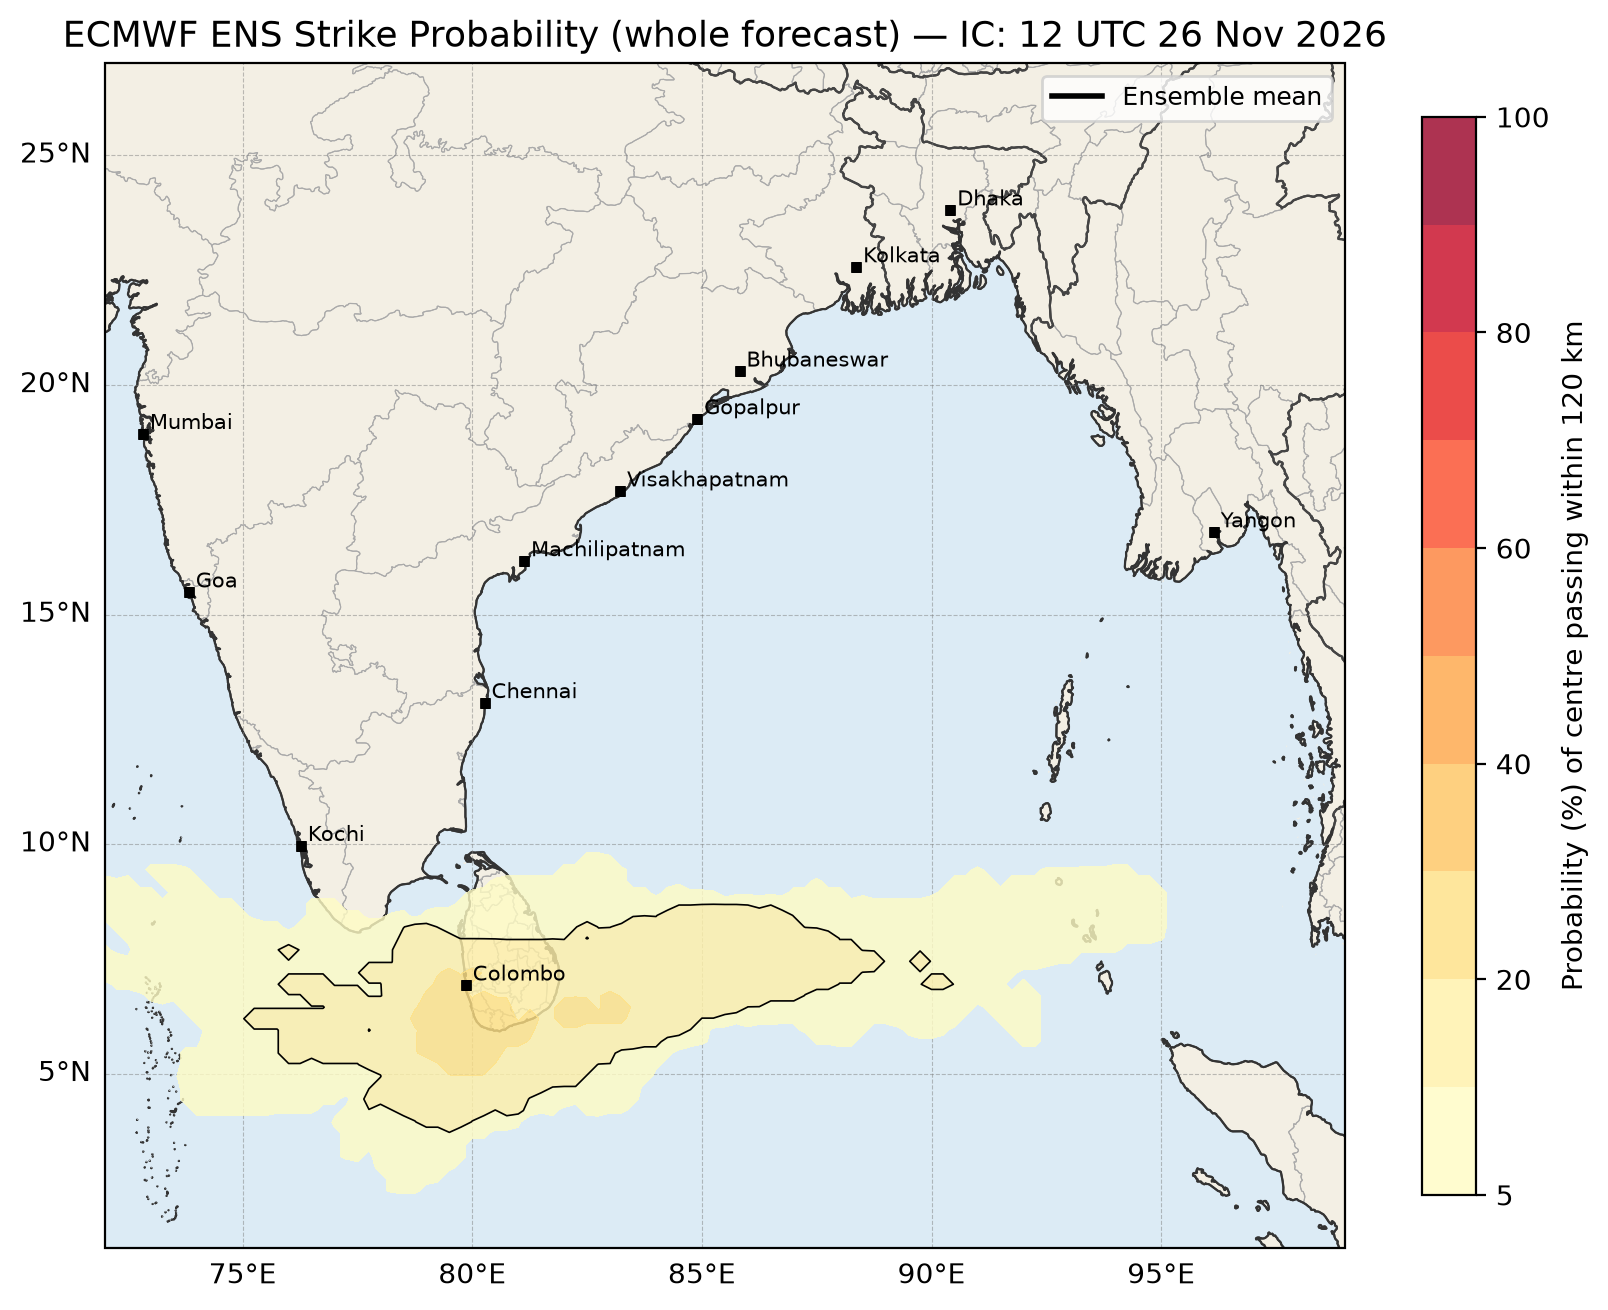 ECMWF ENS Strike Probability (whole forecast) — IC: 12 UTC 26 Nov 2026
Ensemble mean
25°N
20°N
15°N
10°N
5°N
75°E
80°E
85°E
90°E
95°E
Dhaka
Kolkata
Bhubaneswar
Gopalpur
Mumbai
Visakhapatnam
Yangon
Machilipatnam
Goa
Chennai
Kochi
Colombo
100
80
60
40
20
5
Probability (%) of centre passing within 120 km